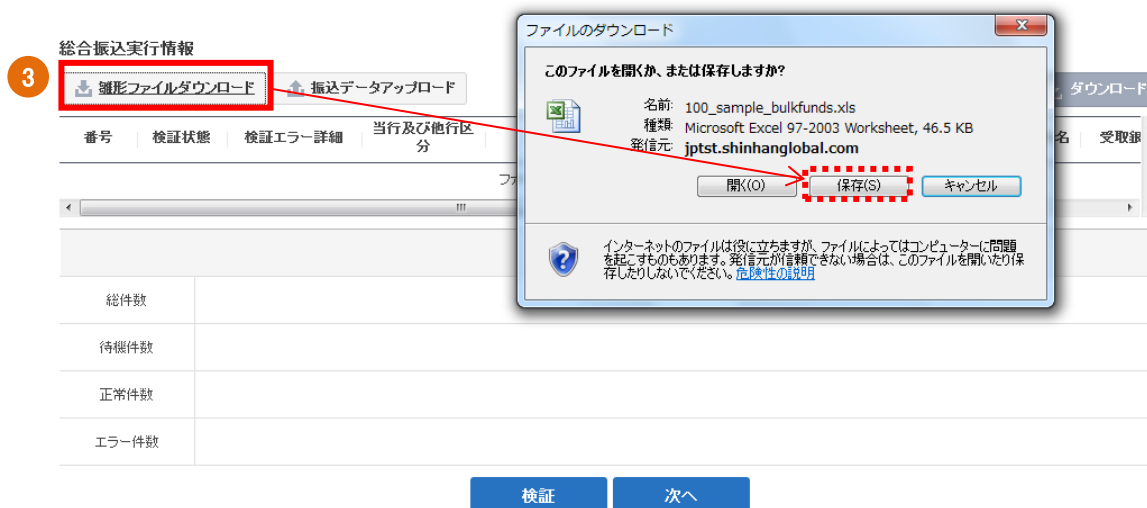 総合振込実行情報
3
雛形ファイルダウンロード
振込データアップロード
ダウンロード
番号 検証状態 検証エラー詳細 当行及び他行区分 名 受取銀
フ
ファイルのダウンロード
このファイルを開くか、または保存しますか?
名前: 100_sample_bulkfunds.xls
種類: Microsoft Excel 97-2003 Worksheet, 46.5 KB
発信元: jptst.shinhanglobal.com
開く(O) 保存(S) キャンセル
インターネットのファイルは役に立ちますが、ファイルによってはコンピューターに問題
を起こすものもあります。発信元が信頼できない場合は、このファイルを開いたり保
存したりしないでください。危険性の説明
総件数
待機件数
正常件数
エラー件数
検証 次へ